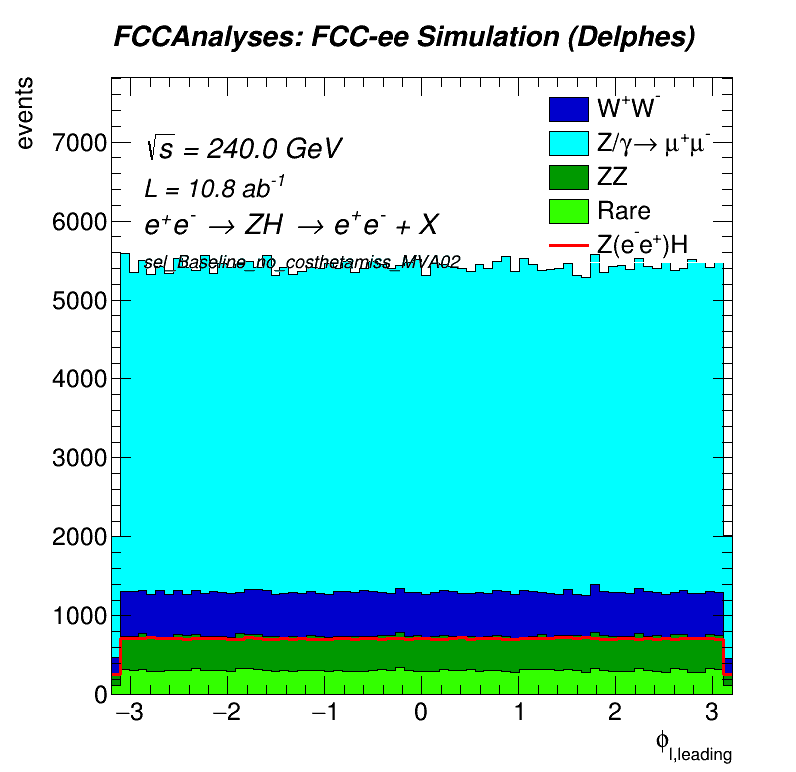 FCCAnalyses: FCC-ee Simulation (Delphes)
events
√s = 240.0 GeV
L = 10.8 ab⁻¹
e⁺e⁻ → ZH → e⁺e⁻ + X
sel_Baseline_no_costhetamiss_MVA02
W⁺W⁻
Z/γ→ μ⁺μ⁻
ZZ
Rare
Z(e⁻e⁺)H
7000
6000
5000
4000
3000
2000
1000
0
−3 −2 −1 0 1 2 3
ϕ l,leading